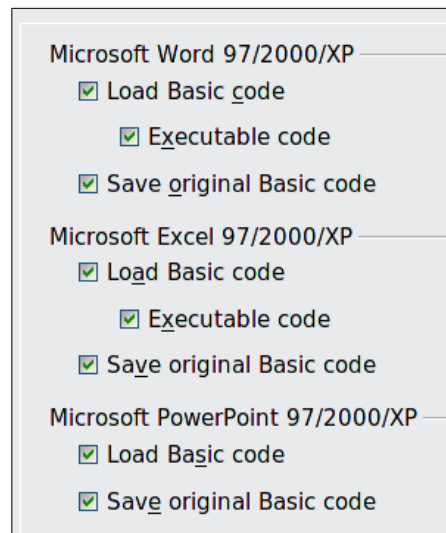 Microsoft Word 97/2000/XP
Load Basic code
Executable code
Save original Basic code
Microsoft Excel 97/2000/XP
Load Basic code
Executable code
Save original Basic code
Microsoft PowerPoint 97/2000/XP
Load Basic code
Save original Basic code